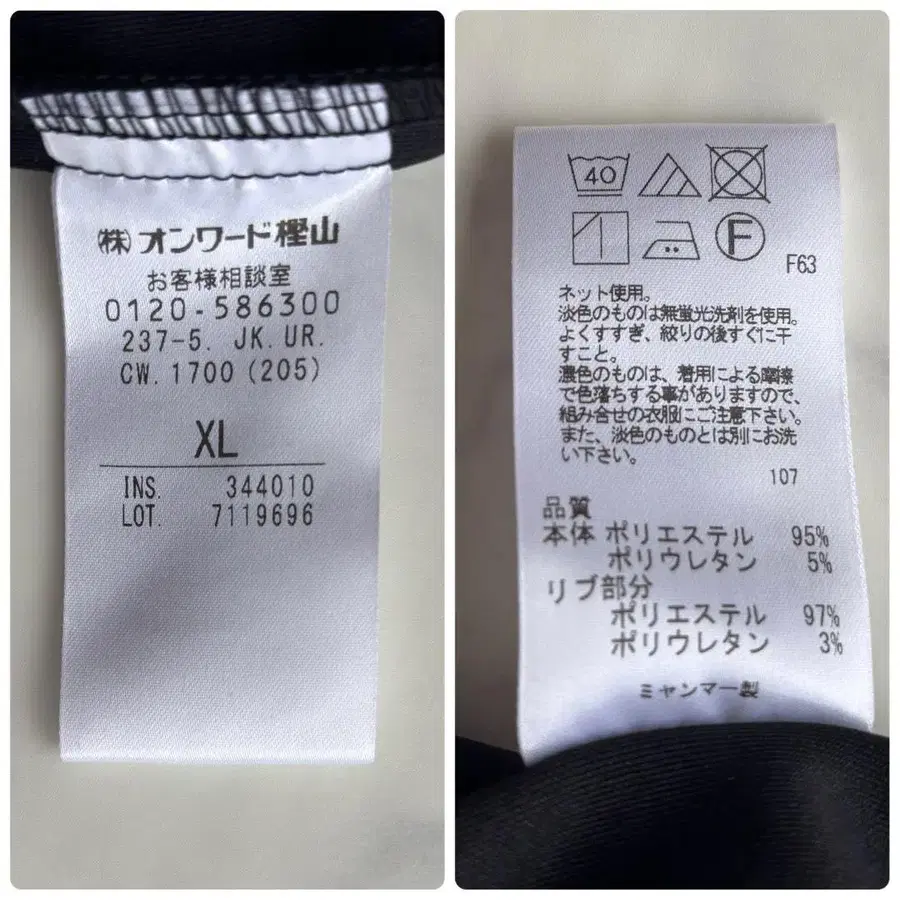 ㈱オンワード樫山
お客様相談室
0120-586300
237-5. JK. UR.
CW. 1700 (205)
XL
INS. 344010
LOT. 7119696
40
F
F63
ネット使用。
淡色のものは無蛍光洗剤を使用。
よくすすぎ、絞りの後すぐに干
すこと。
濃色のものは、着用による摩擦
で色落ちする事がありますので、
組み合せの衣服にご注意下さい。
また、淡色のものとは別にお洗
い下さい。
107
品質
本体 ポリエステル 95%
ポリウレタン 5%
リブ部分
ポリエステル 97%
ポリウレタン 3%
ミャンマー製